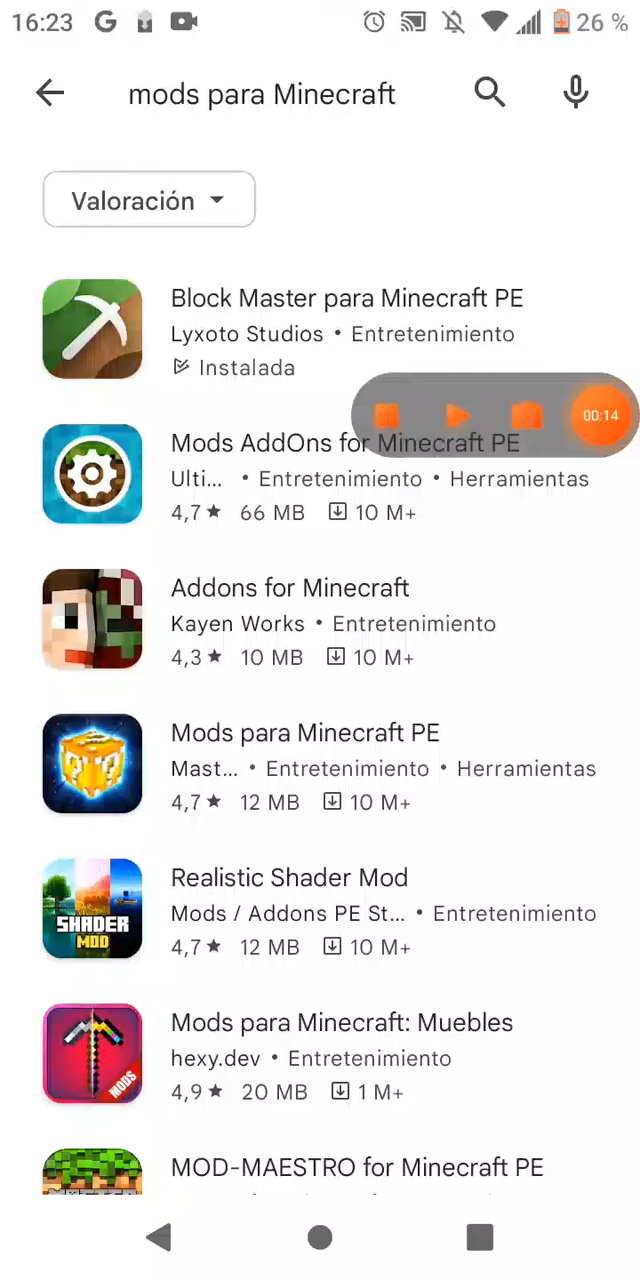 16:23 26 %
mods para Minecraft
Valoración
Block Master para Minecraft PE
Lyxoto Studios • Entretenimiento
Instalada
00:14
Mods AddOns for Minecraft PE
Ulti... • Entretenimiento • Herramientas
4,7★ 66 MB 10 M+
Addons for Minecraft
Kayen Works • Entretenimiento
4,3★ 10 MB 10 M+
Mods para Minecraft PE
Mast... • Entretenimiento • Herramientas
4,7★ 12 MB 10 M+
SHADER
MOD
Realistic Shader Mod
Mods / Addons PE St... • Entretenimiento
4,7★ 12 MB 10 M+
MODS
Mods para Minecraft: Muebles
hexy.dev • Entretenimiento
4,9★ 20 MB 1 M+
MOD-MAESTRO for Minecraft PE